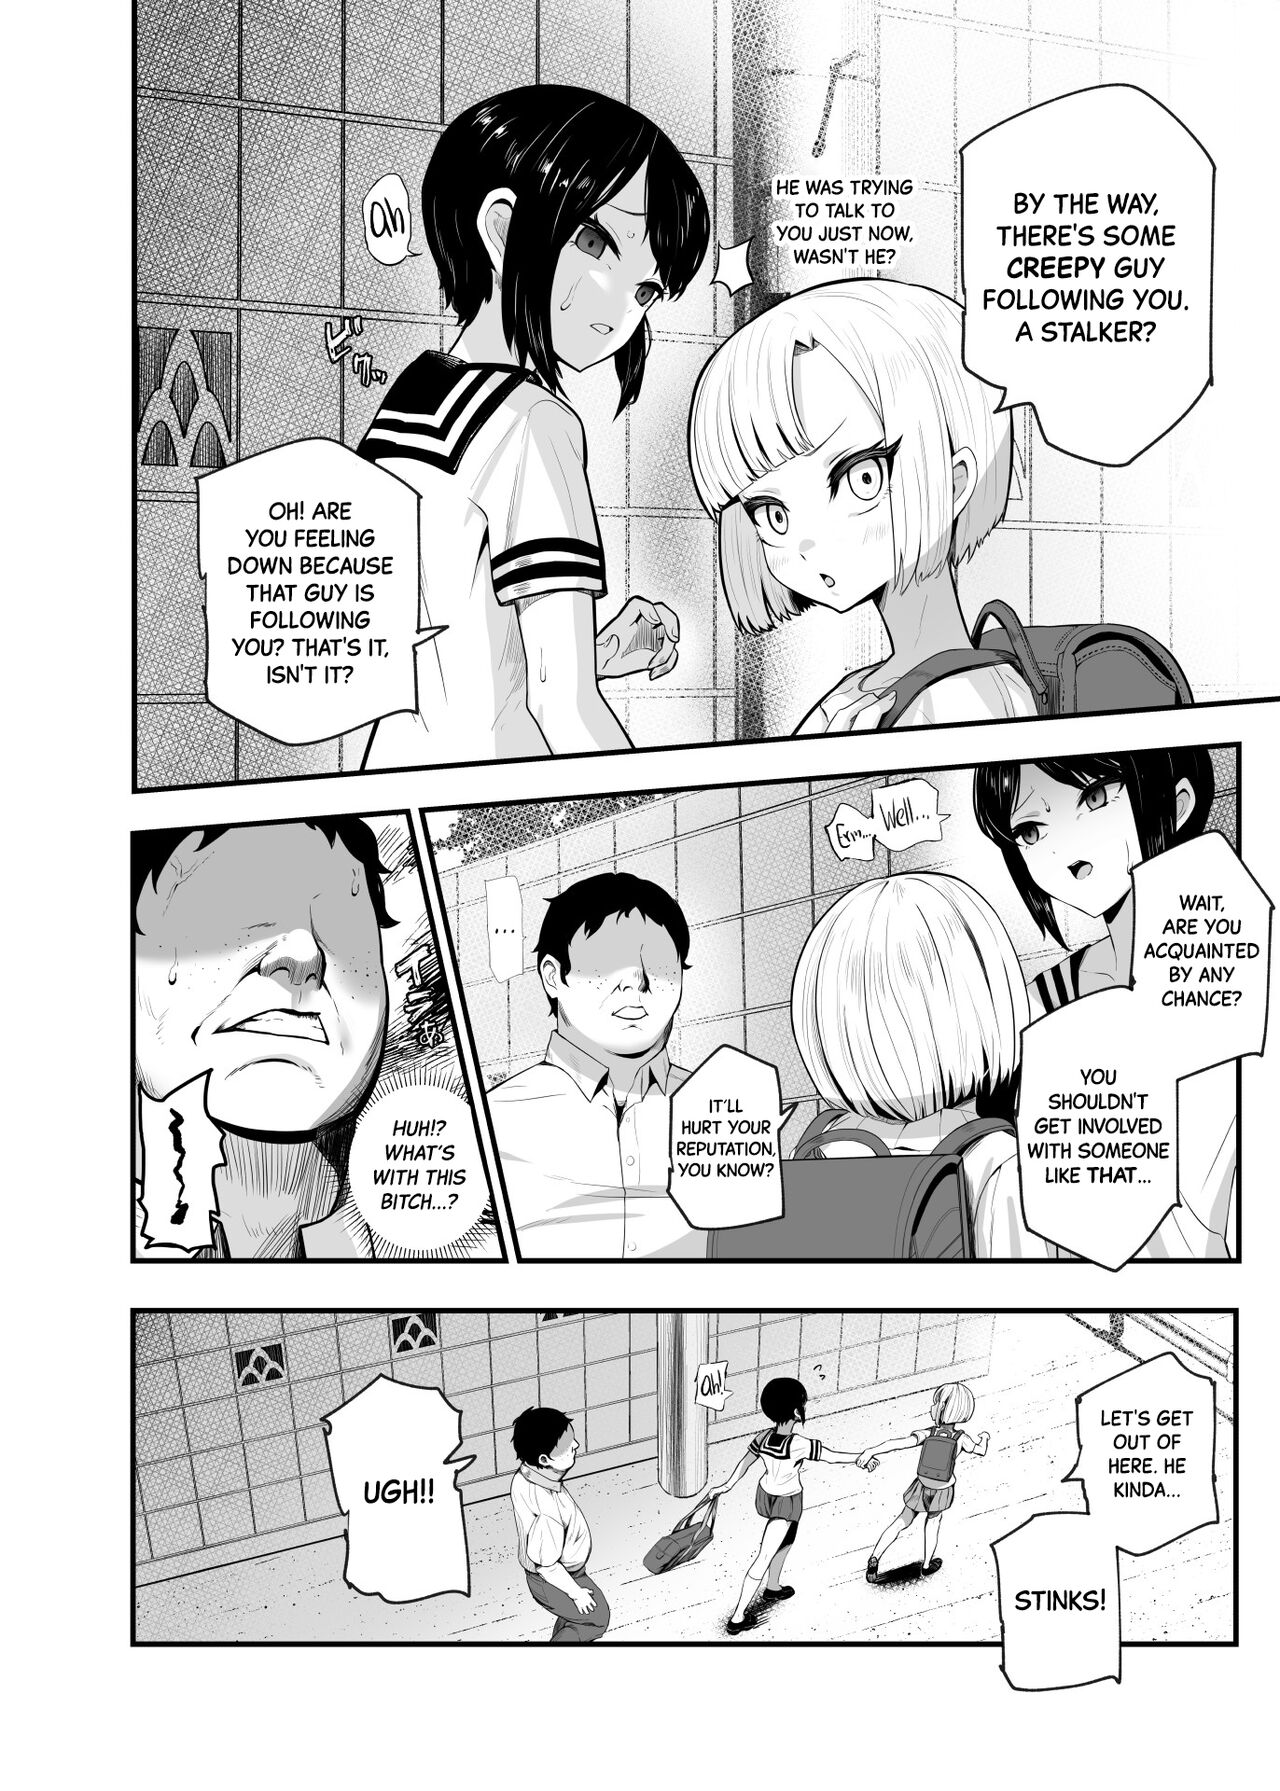 BY THE WAY,
THERE'S SOME
CREEPY GUY
FOLLOWING YOU.
A STALKER?
HE WAS TRYING
TO TALK TO
YOU JUST NOW,
WASN'T HE?
ah
ビクッ
OH! ARE
YOU FEELING
DOWN BECAUSE
THAT GUY IS
FOLLOWING
YOU? THAT'S IT,
ISN'T IT?
Well...
Erm...
WAIT,
ARE YOU
ACQUAINTED
BY ANY
CHANCE?
YOU
SHOULDN'T
GET INVOLVED
WITH SOMEONE
LIKE THAT...
IT'LL
HURT YOUR
REPUTATION,
YOU KNOW?
...
HUH!?
WHAT'S
WITH THIS
BITCH...?
LET'S GET
OUT OF
HERE. HE
KINDA...
STINKS!
ah!
UGH!!